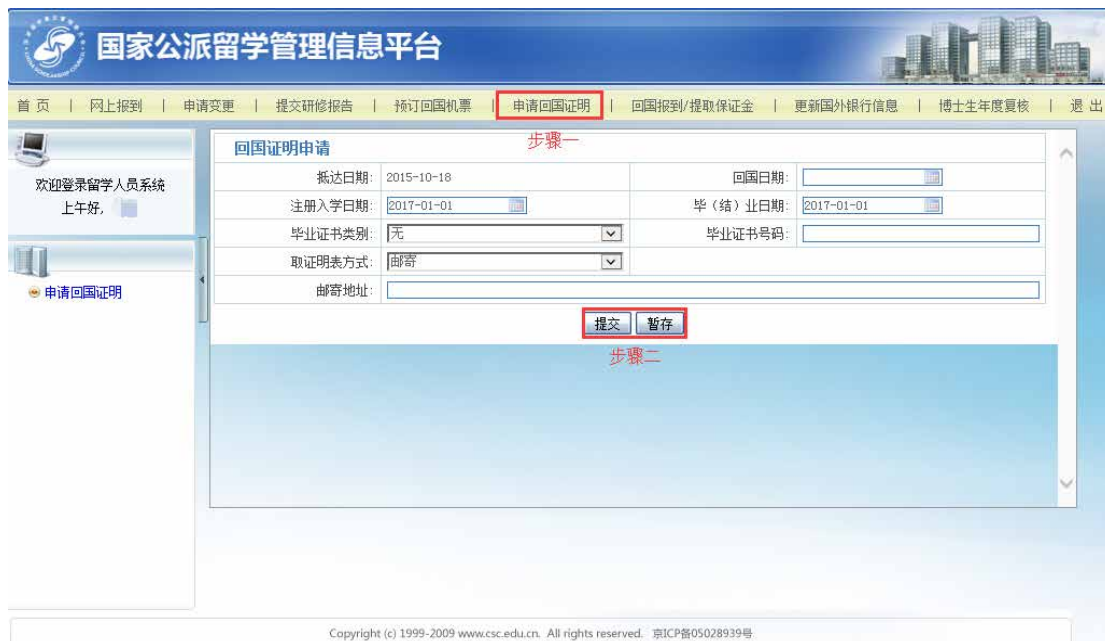 国家公派留学管理信息平台
首 页 | 网上报到 | 申请变更 | 提交研修报告 | 预订回国机票 | 申请回国证明 | 回国报到/提取保证金 | 更新国外银行信息 | 博士生年度复核 | 退 出
步骤一
欢迎登录留学人员系统
上午好,
申请回国证明
回国证明申请
抵达日期: 2015-10-18 回国日期:
注册入学日期: 2017-01-01 毕（结）业日期: 2017-01-01
毕业证书类别: 无 毕业证书号码:
取证明表方式: 邮寄
邮寄地址:
提交 暂存
步骤二
Copyright (c) 1999-2009 www.csc.edu.cn. All rights reserved. 京ICP备05028939号